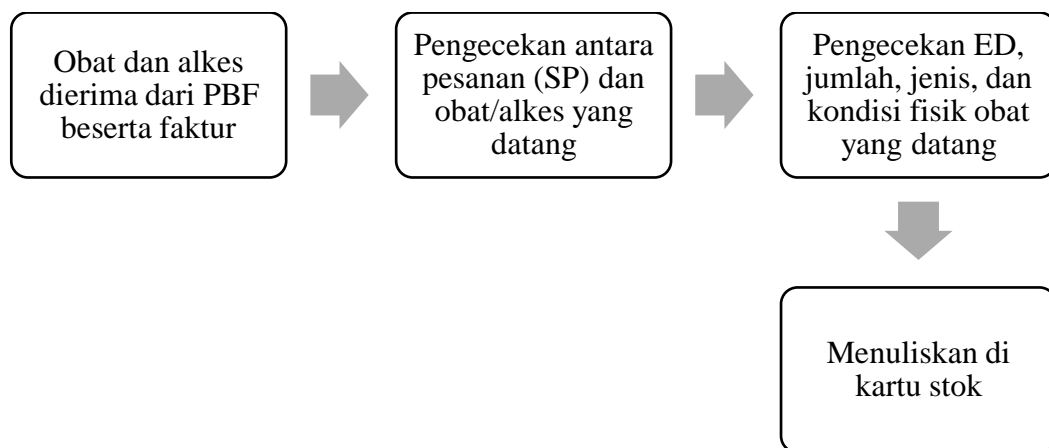 Obat dan alkes
dierima dari PBF
beserta faktur
Pengecekan antara
pesanan (SP) dan
obat/alkes yang
datang
Pengecekan ED,
jumlah, jenis, dan
kondisi fisik obat
yang datang
Menuliskan di
kartu stok